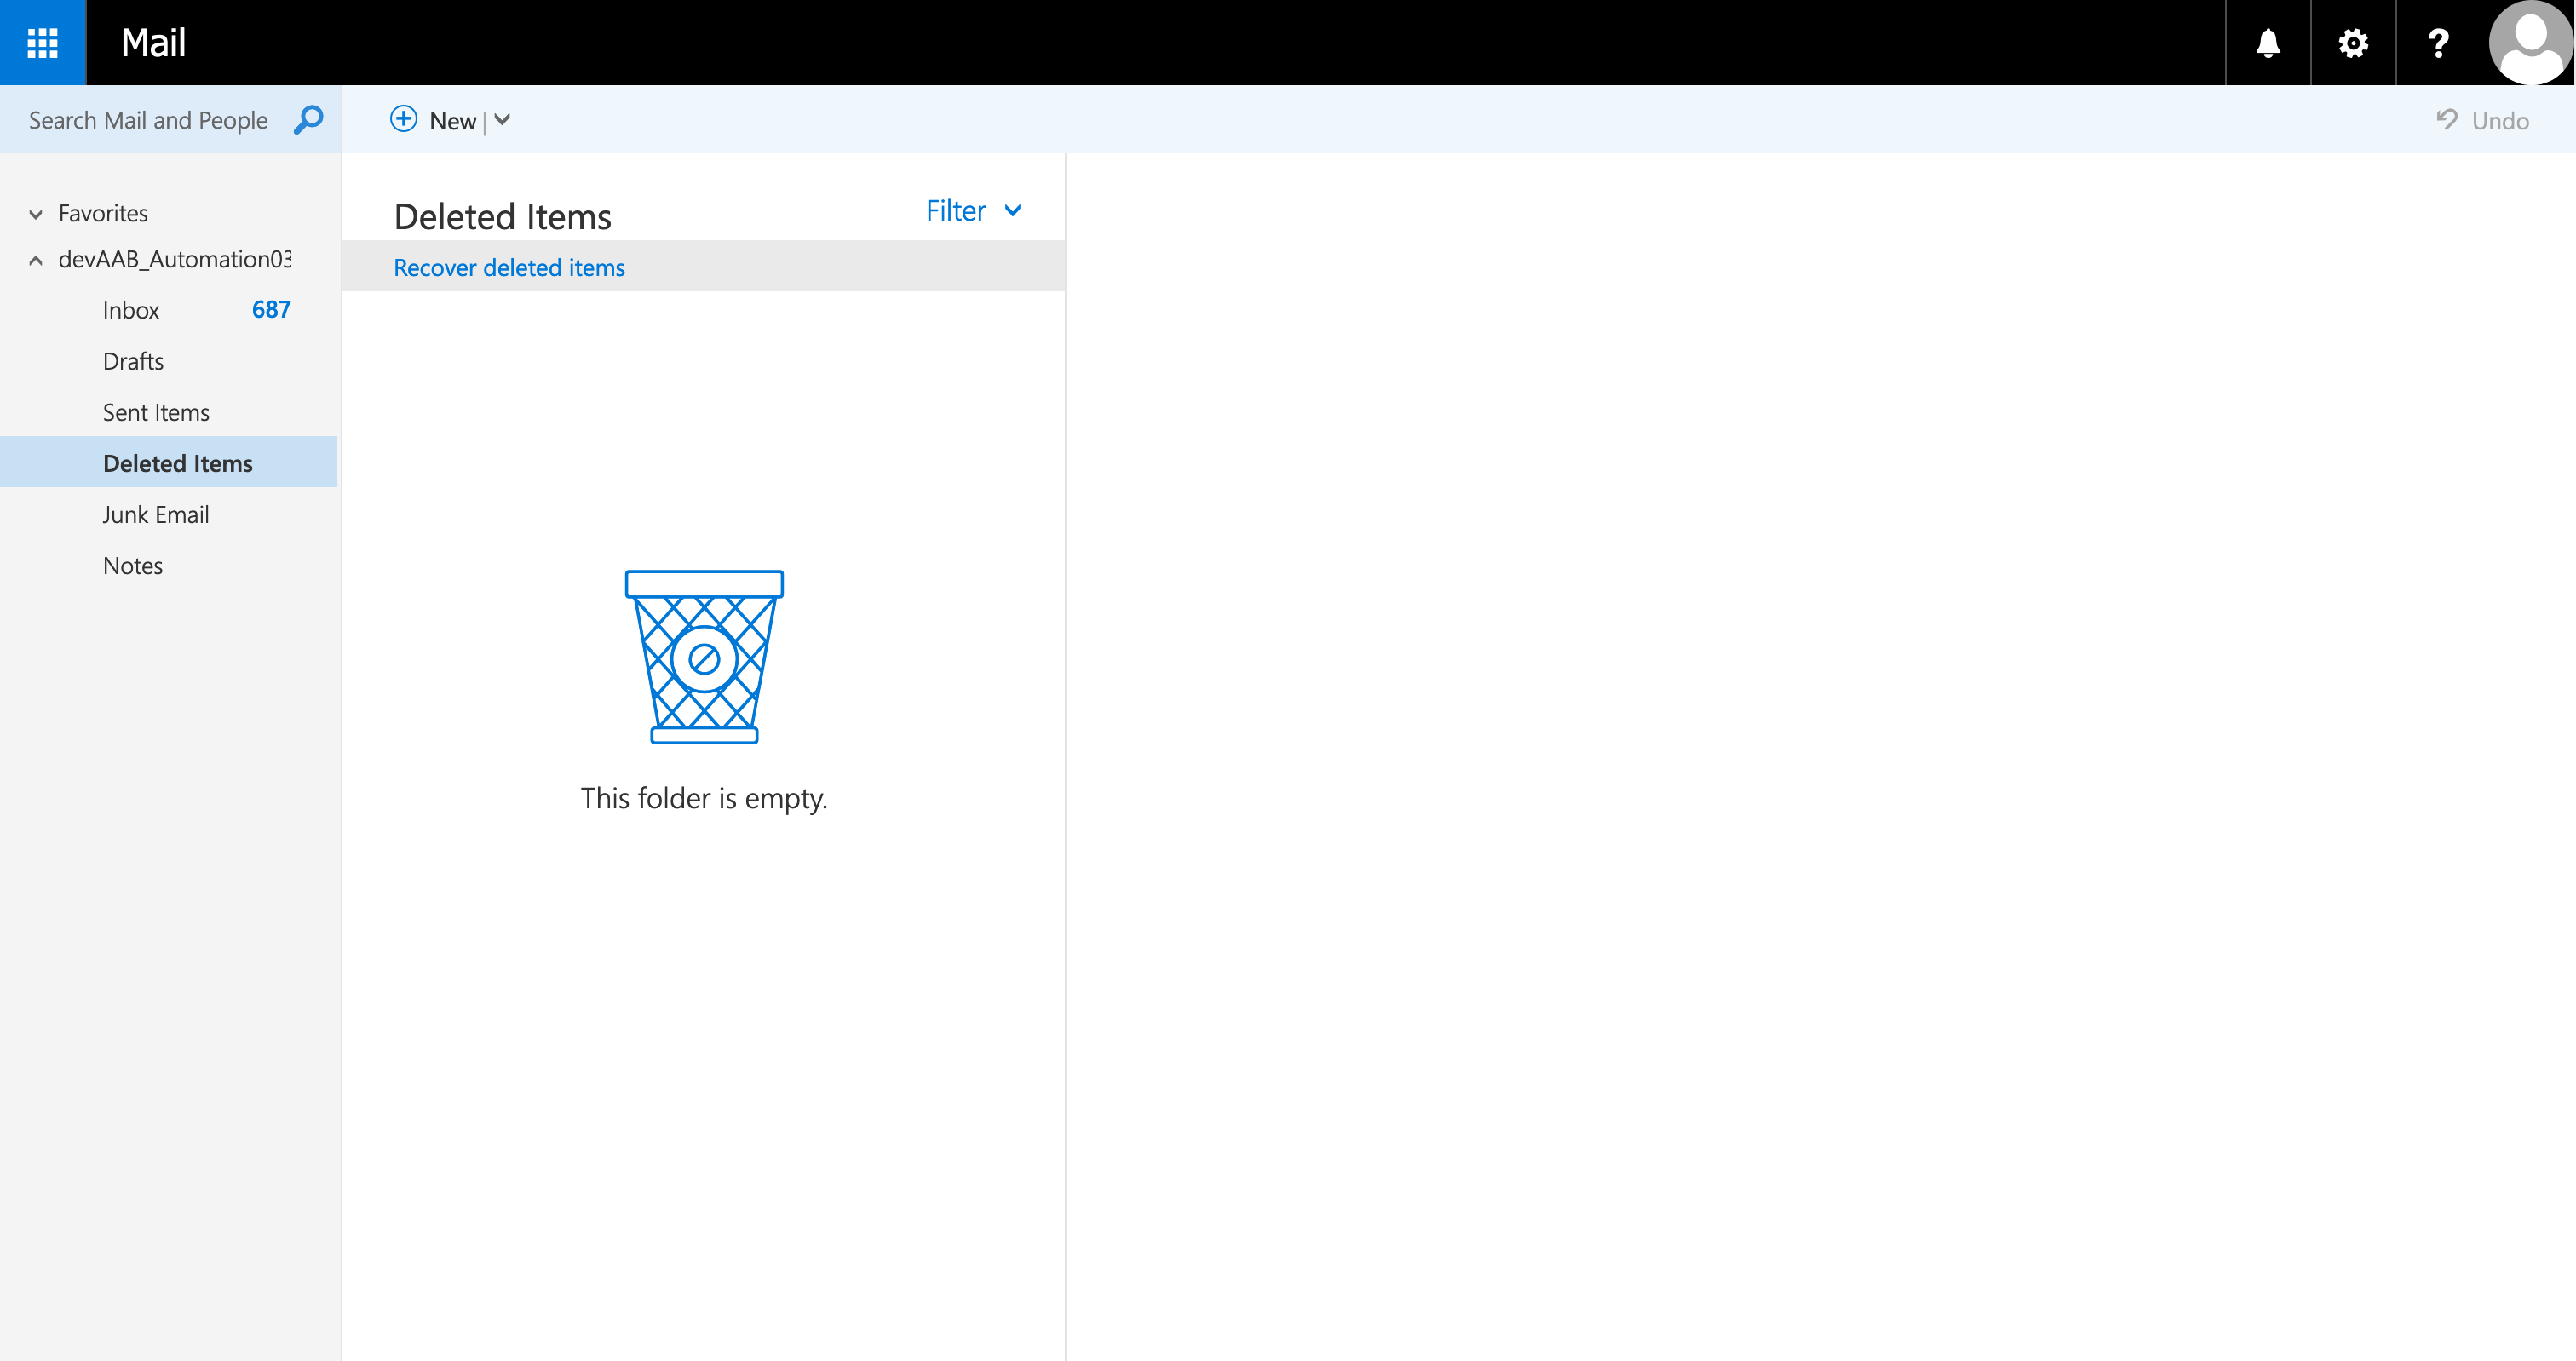 Mail
Search Mail and People
New
Undo
Favorites
devAAB_Automation03
Inbox 687
Drafts
Sent Items
Deleted Items
Junk Email
Notes
Deleted Items
Filter
Recover deleted items
This folder is empty.